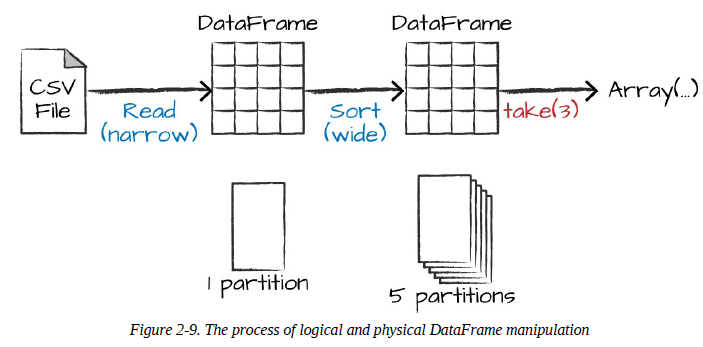 DataFrame
DataFrame
CSV
File
Read
(narrow)
Sort
(wide)
take(3)
Array(...)
1 partition
5 partitions
Figure 2-9. The process of logical and physical DataFrame manipulation